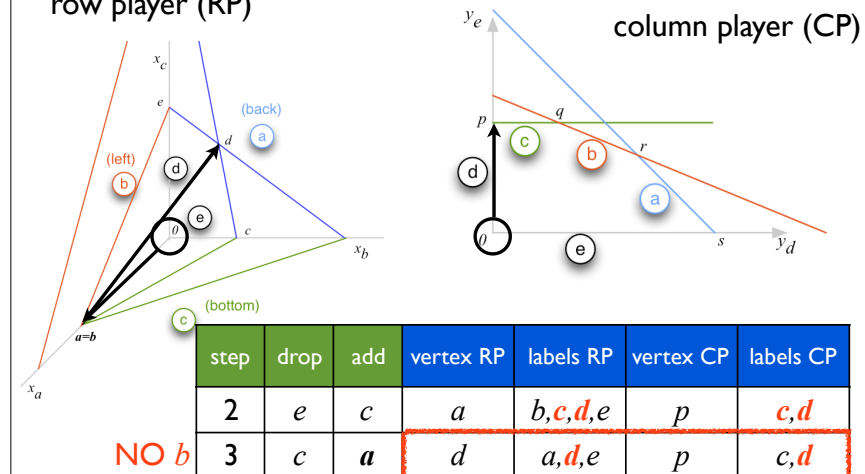 row player (RP)
column player (CP)
x_c
e
(back)
a
d
(left)
b
d
e
0
c
x_b
c
(bottom)
a=b
x_a
y_e
p
q
c
b
r
d
a
0
e
s
y_d
step drop add vertex RP labels RP vertex CP labels CP
2 e c a b,c,d,e p c,d
NO b 3 c a d a,d,e p c,d